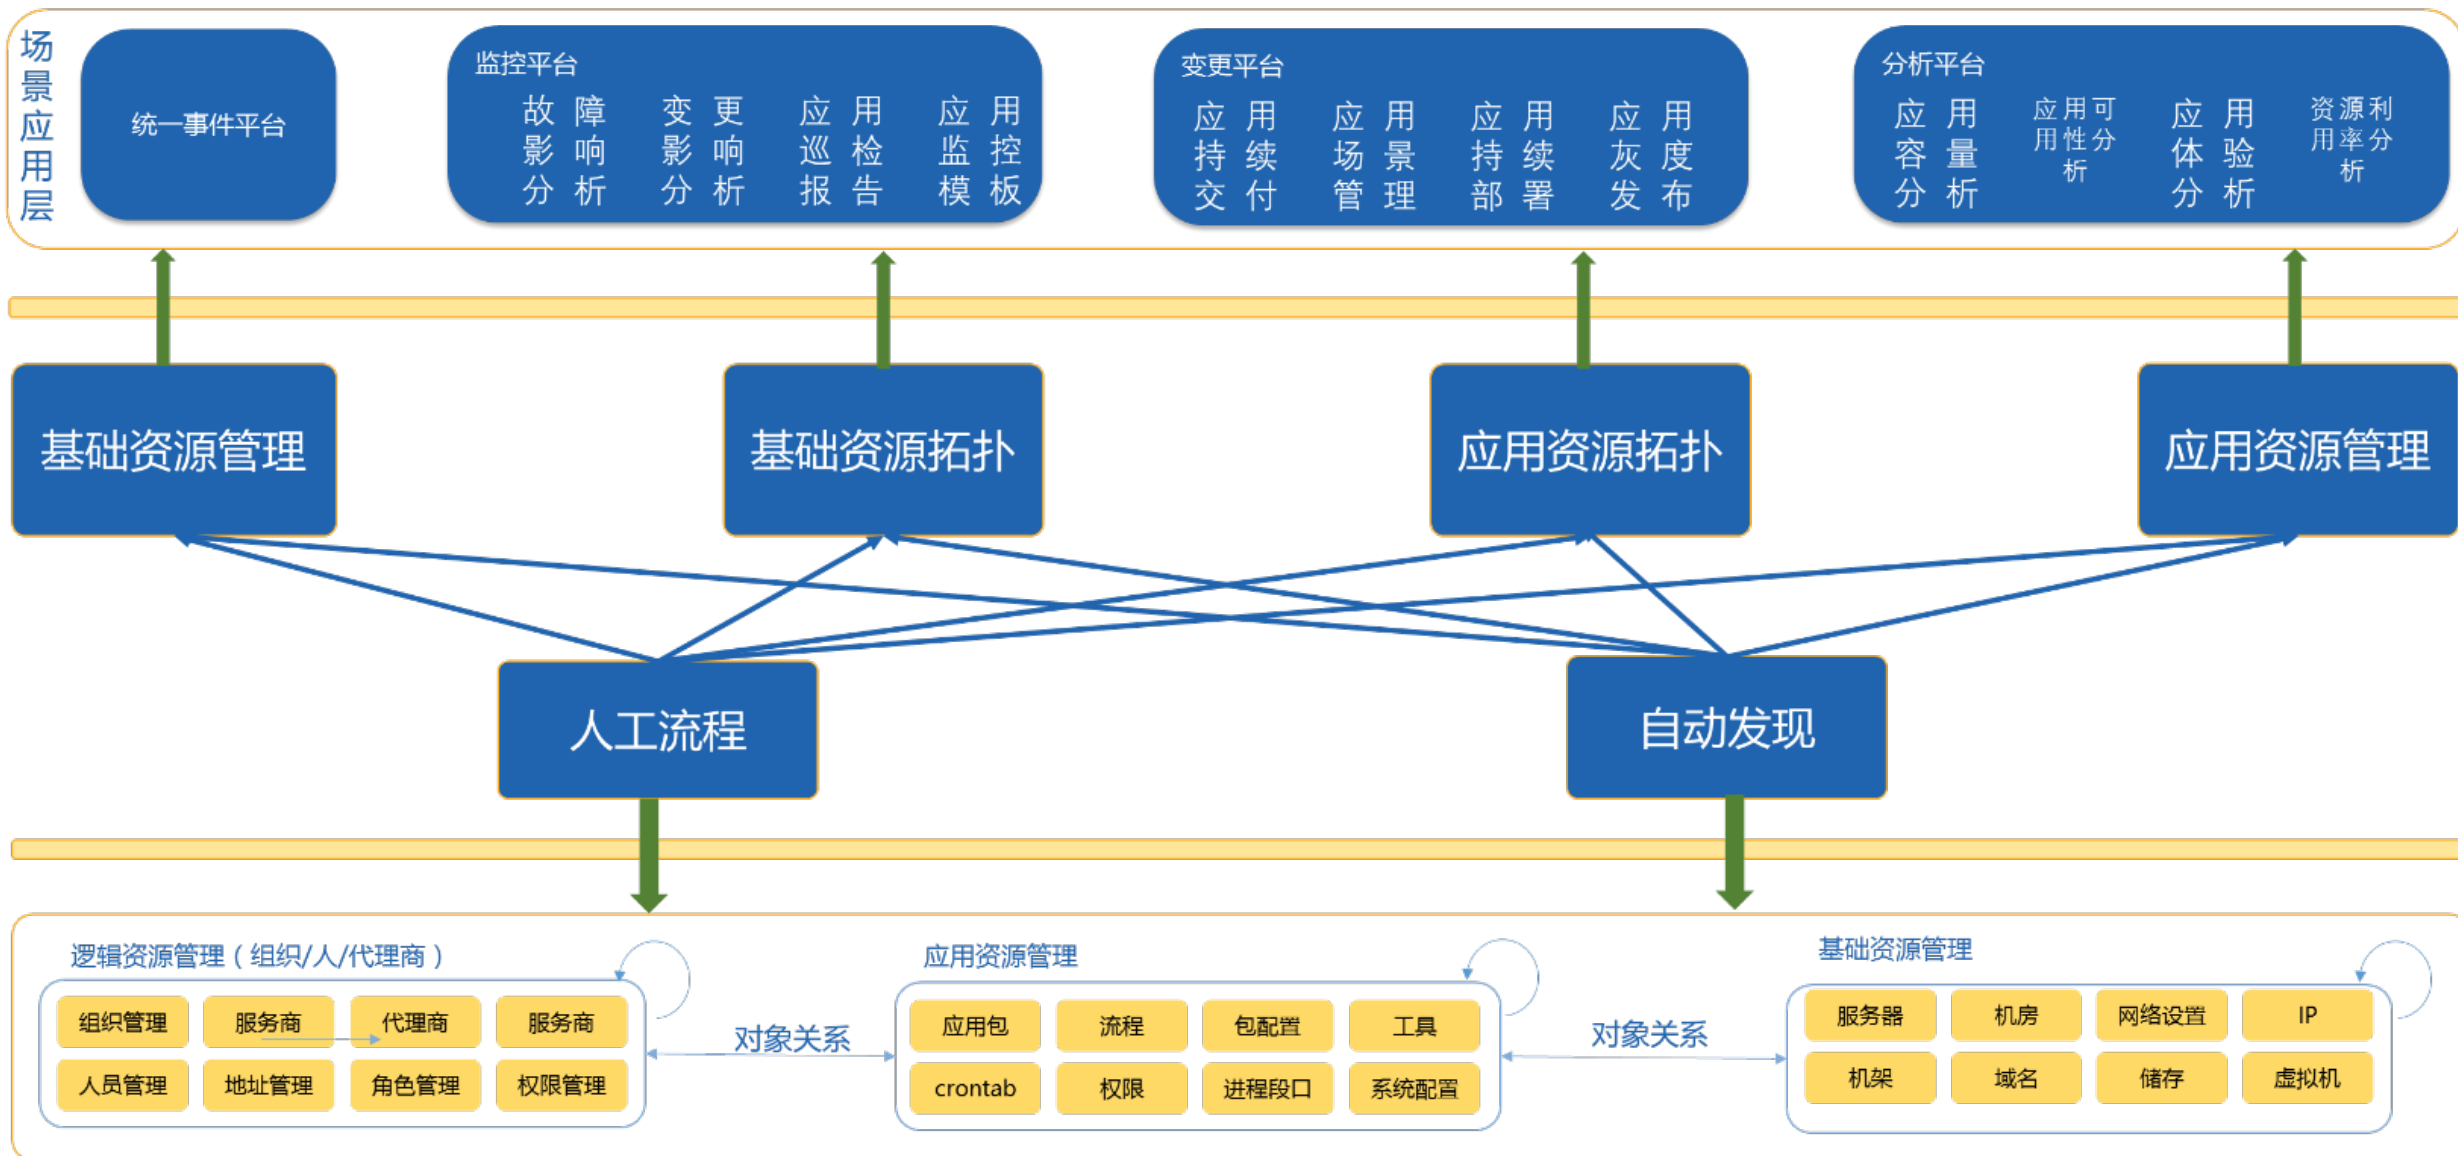 场景应用层
统一事件平台
监控平台
故障影响分析
变更影响分析
应用巡检报告
应用监控模板
变更平台
应用持续交付
应用场景管理
应用持续部署
应用灰度发布
分析平台
应用容量分析
应用可用性分析
应用体验分析
资源利用率分析
基础资源管理
基础资源拓扑
应用资源拓扑
应用资源管理
人工流程
自动发现
逻辑资源管理（组织/人/代理商）
组织管理
服务商
代理商
服务商
人员管理
地址管理
角色管理
权限管理
对象关系
应用资源管理
应用包
流程
包配置
工具
crontab
权限
进程段口
系统配置
对象关系
基础资源管理
服务器
机房
网络设置
IP
机架
域名
储存
虚拟机